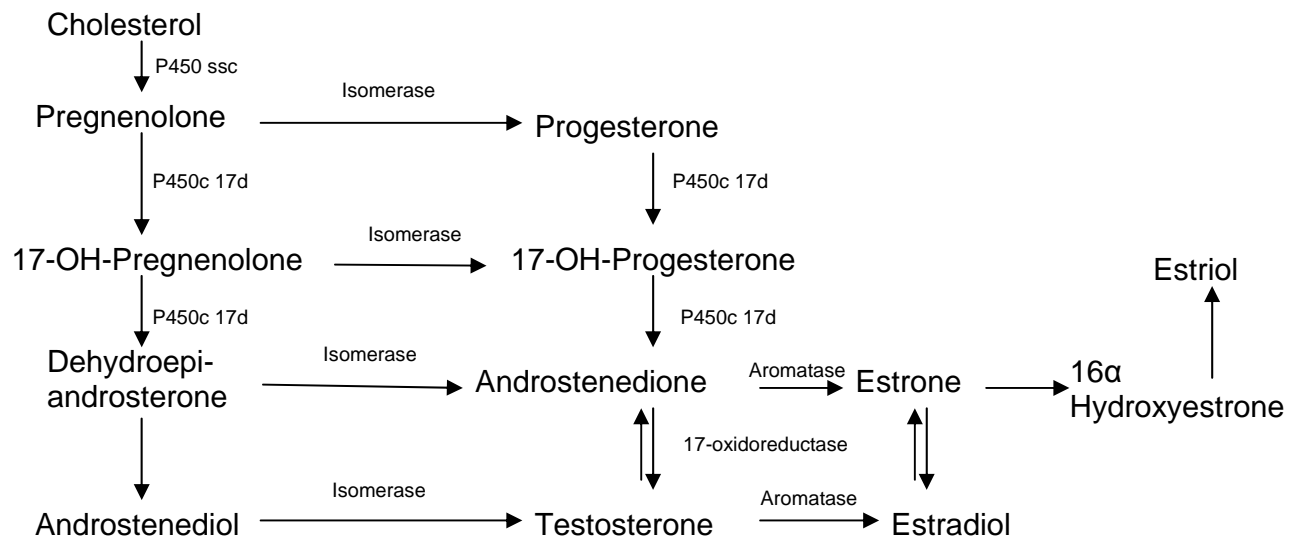 Cholesterol
P450 ssc
Isomerase
Pregnenolone
Progesterone
P450c 17d
P450c 17d
Isomerase
17-OH-Pregnenolone
17-OH-Progesterone
Estriol
P450c 17d
P450c 17d
Dehydroepi-
androsterone
Isomerase
Androstenedione
Aromatase
Estrone
16α
Hydroxyestrone
17-oxidoreductase
Androstenediol
Isomerase
Testosterone
Aromatase
Estradiol